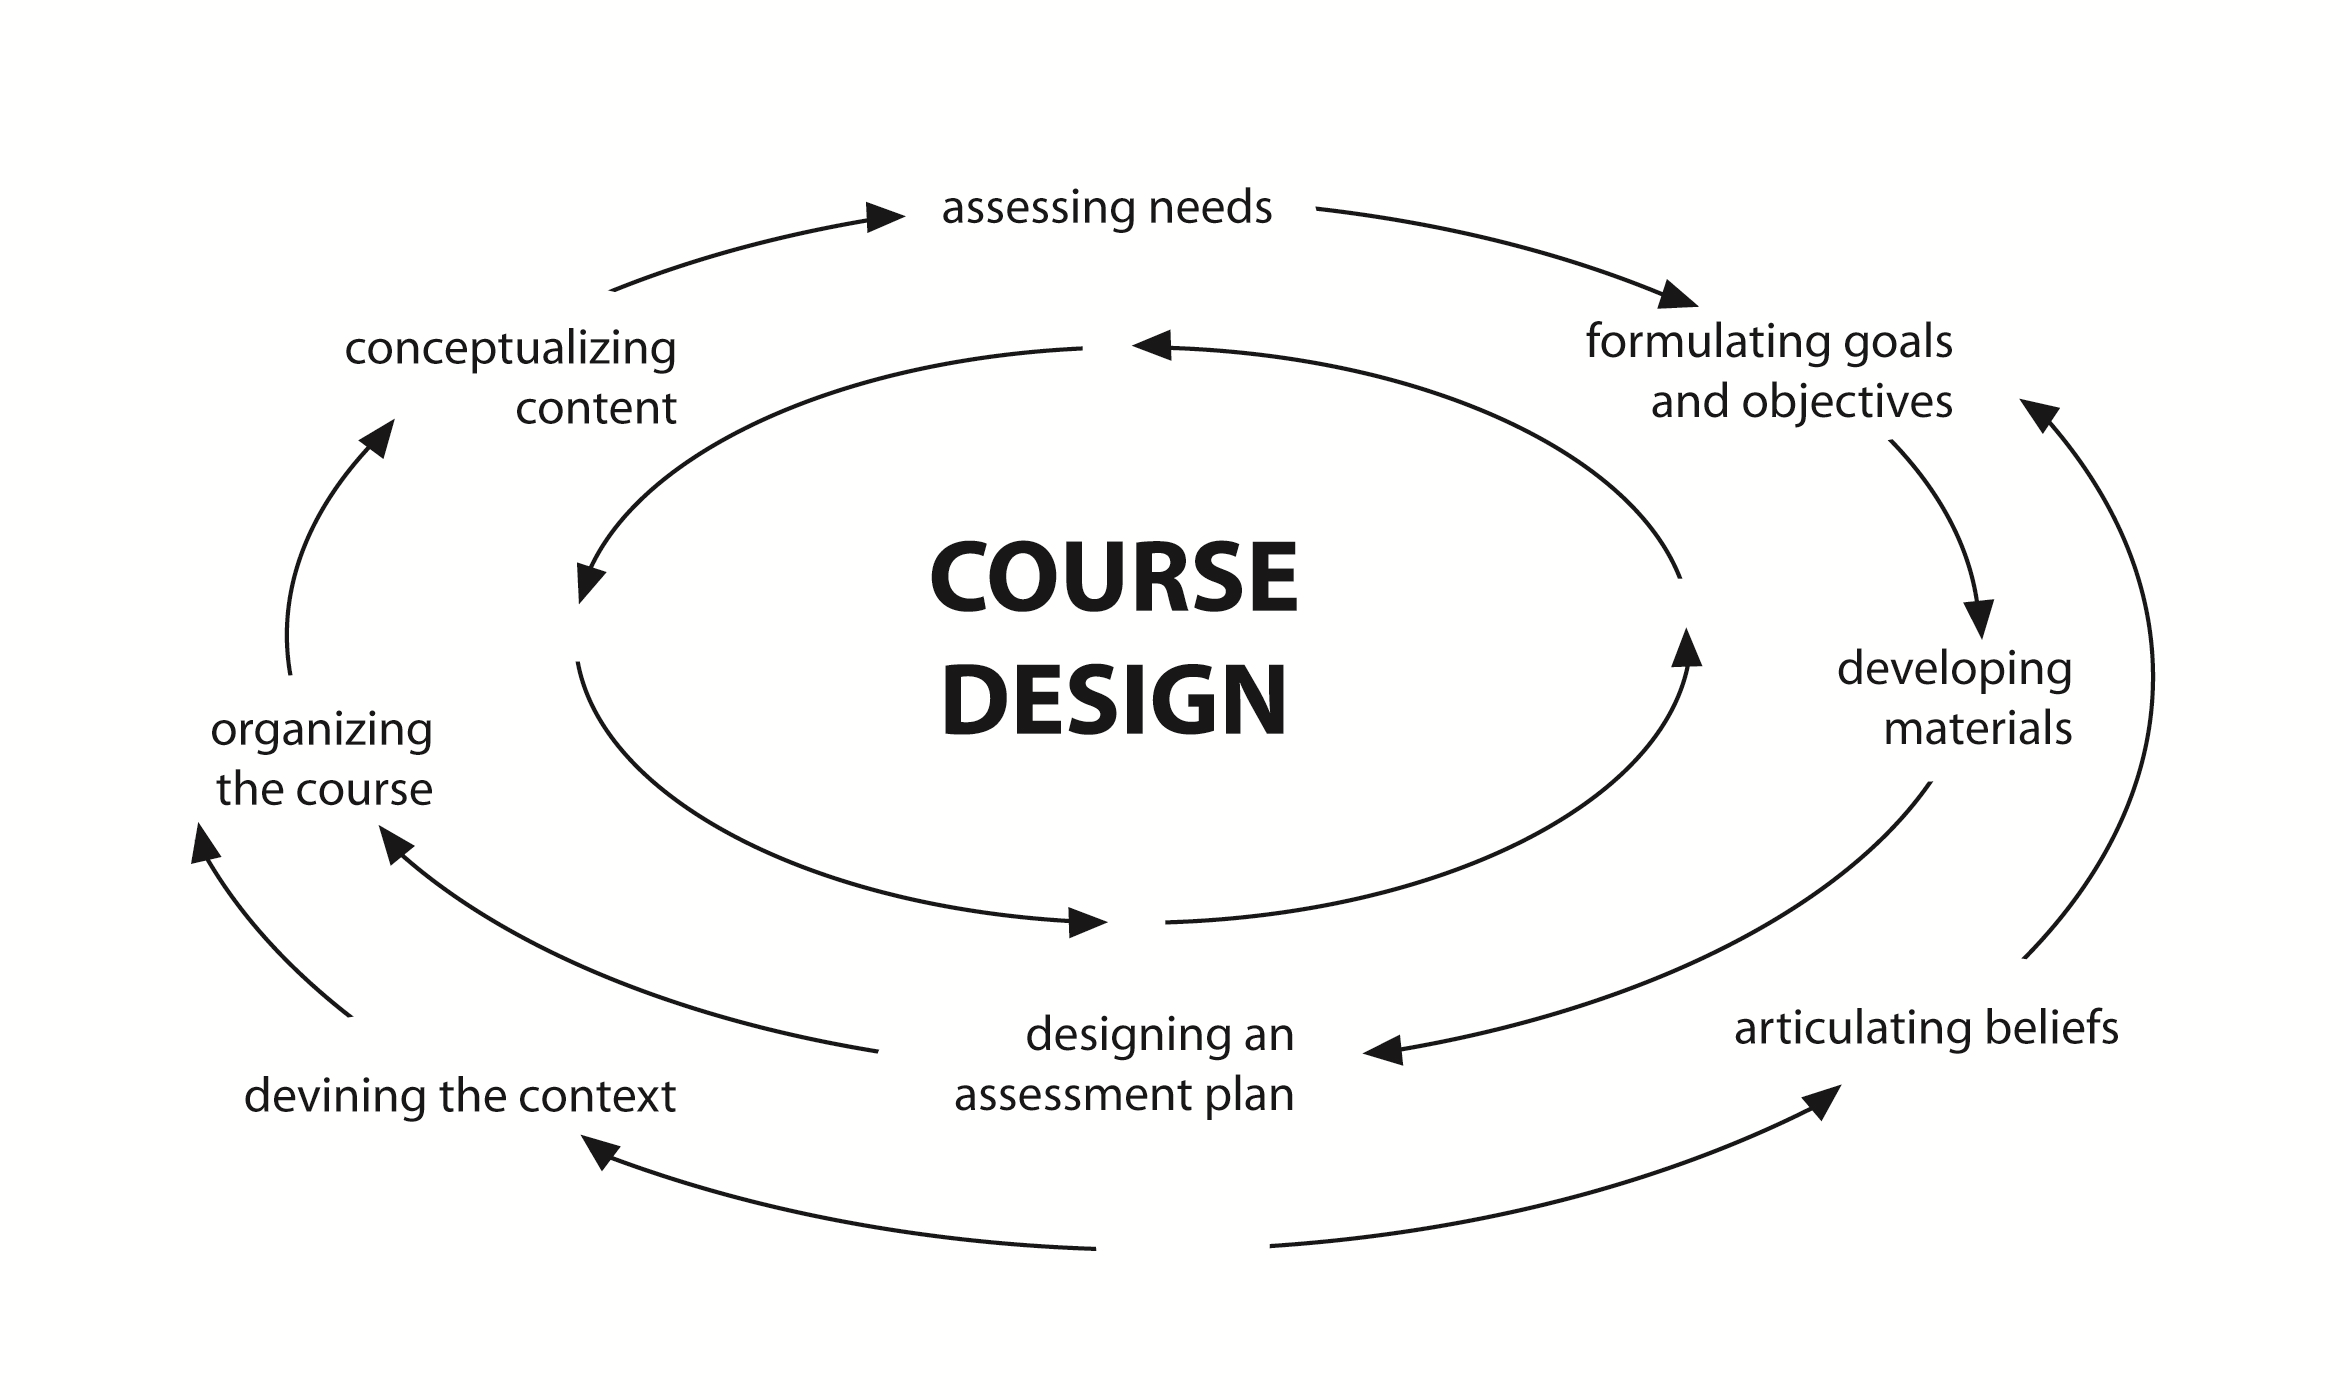 assessing needs
conceptualizing
content
formulating goals
and objectives
COURSE
DESIGN
organizing
the course
developing
materials
designing an
assessment plan
devining the context
articulating beliefs